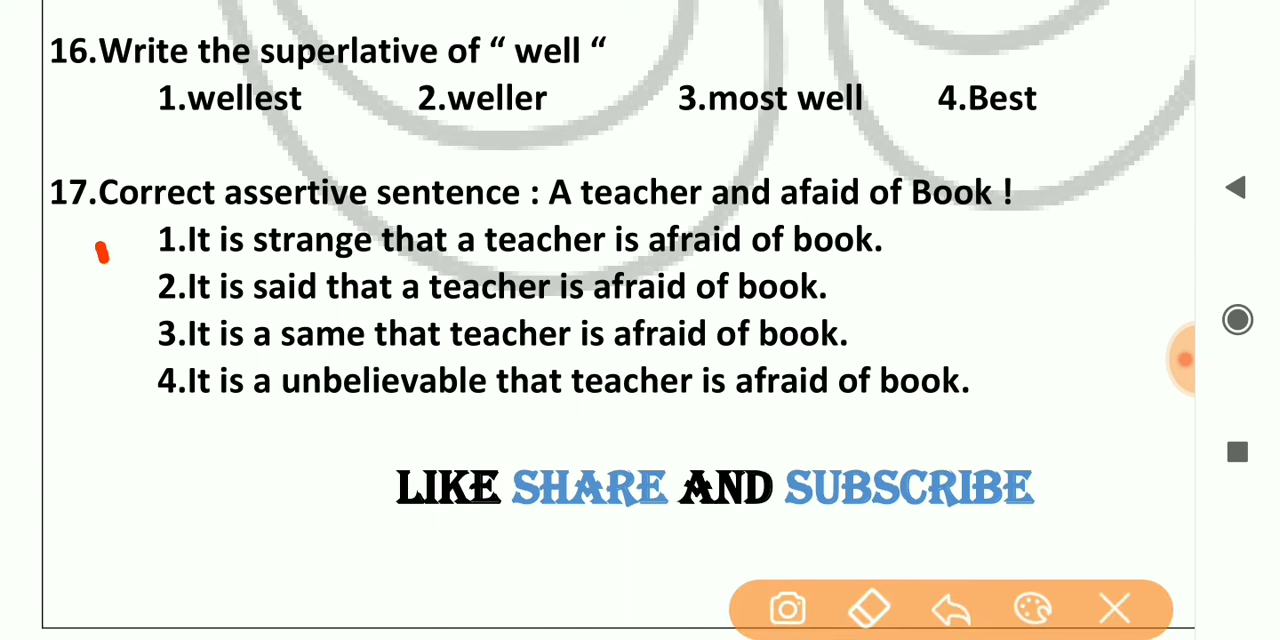 16.Write the superlative of “ well “
1.wellest 2.weller 3.most well 4.Best
17.Correct assertive sentence : A teacher and afaid of Book !
1.It is strange that a teacher is afraid of book.
2.It is said that a teacher is afraid of book.
3.It is a same that teacher is afraid of book.
4.It is a unbelievable that teacher is afraid of book.
LIKE SHARE AND SUBSCRIBE